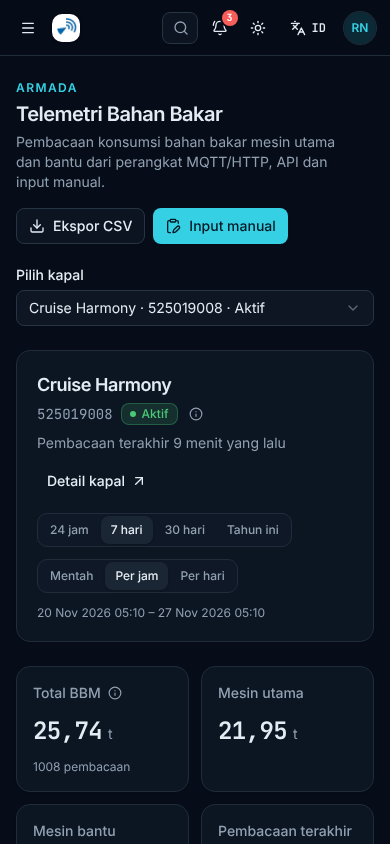 3
ID
RN
ARMADA
Telemetri Bahan Bakar
Pembacaan konsumsi bahan bakar mesin utama
dan bantu dari perangkat MQTT/HTTP, API dan
input manual.
Ekspor CSV
Input manual
Pilih kapal
Cruise Harmony · 525019008 · Aktif
Cruise Harmony
525019008
Aktif
Pembacaan terakhir 9 menit yang lalu
Detail kapal
24 jam
7 hari
30 hari
Tahun ini
Mentah
Per jam
Per hari
20 Nov 2026 05:10 – 27 Nov 2026 05:10
Total BBM
25,74 t
1008 pembacaan
Mesin utama
21,95 t
Mesin bantu
Pembacaan terakhir